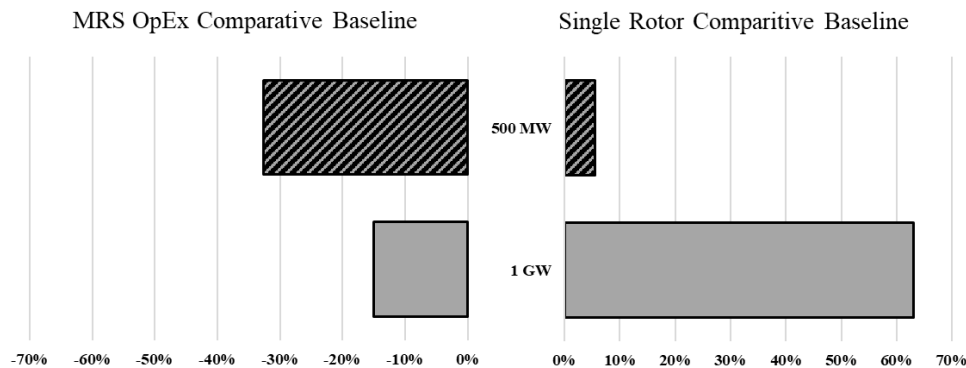 MRS OpEx Comparative Baseline
Single Rotor Comparitive Baseline
500 MW
1 GW
-70% -60% -50% -40% -30% -20% -10% 0%
0% 10% 20% 30% 40% 50% 60% 70%